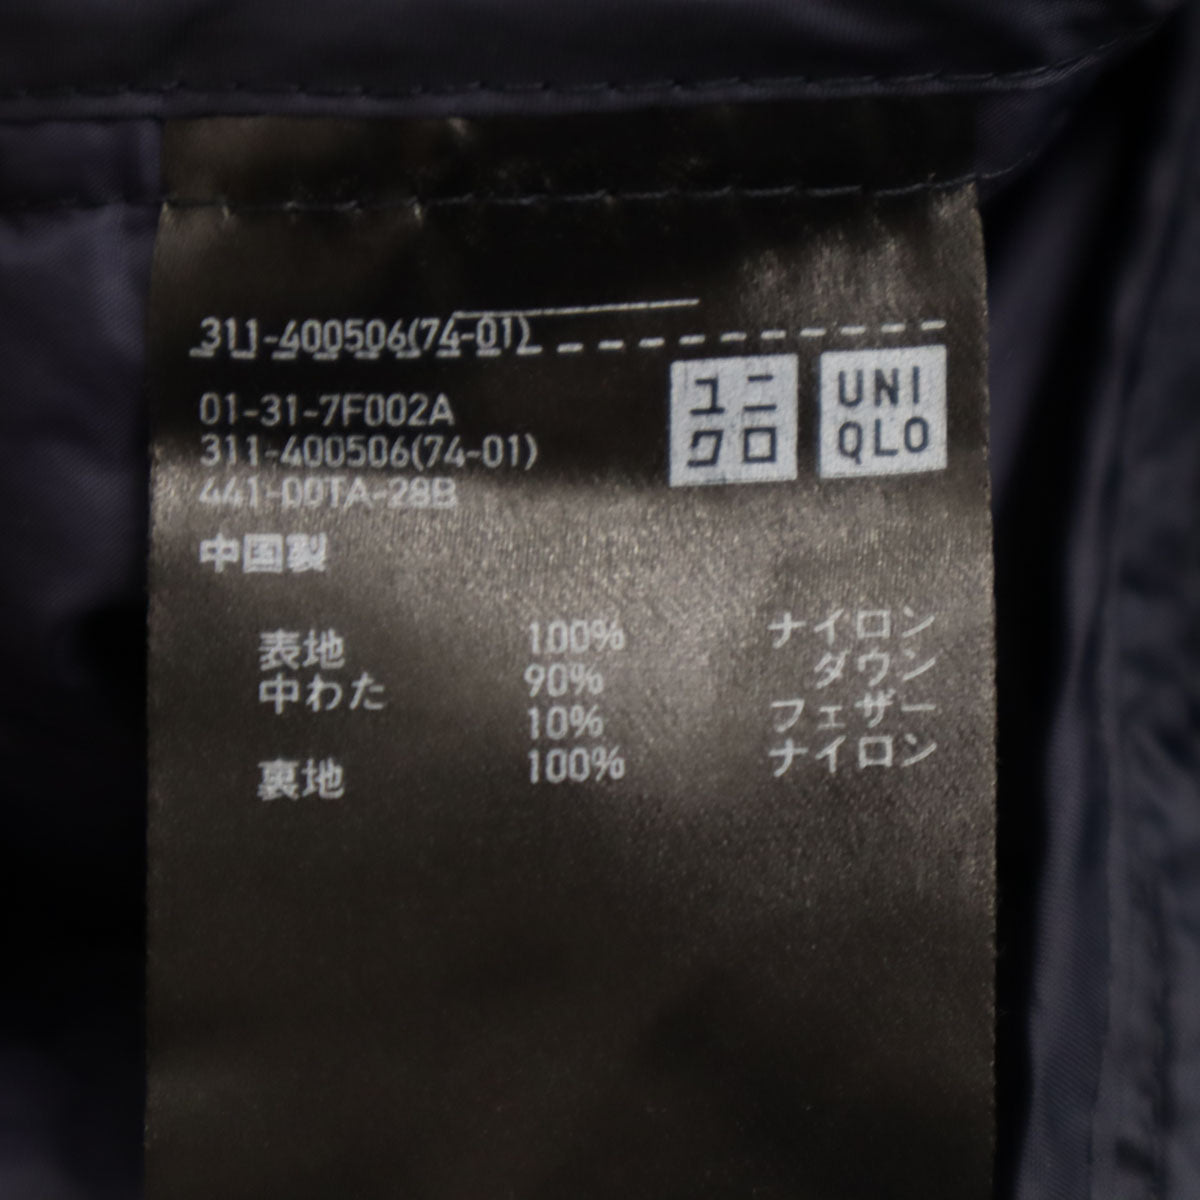 311-400506(74-01)
ユニ
クロ
UNI
QLO
01-31-7F002A
311-400506(74-01)
441-00TA-28B
中国製
表地 100% ナイロン
中わた 90% ダウン
10% フェザー
裏地 100% ナイロン